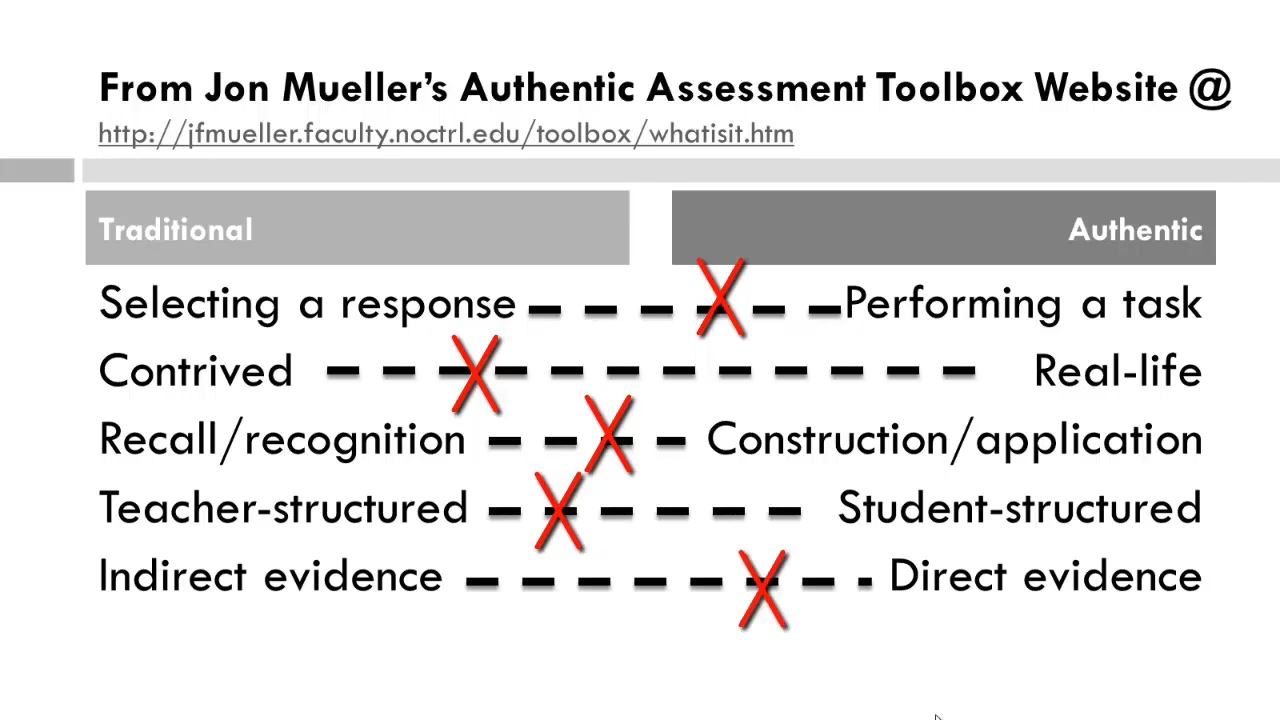 From Jon Mueller’s Authentic Assessment Toolbox Website @
http://jfmueller.faculty.noctrl.edu/toolbox/whatisit.htm
Traditional Authentic
Selecting a response Performing a task
Contrived Real-life
Recall/recognition Construction/application
Teacher-structured Student-structured
Indirect evidence Direct evidence